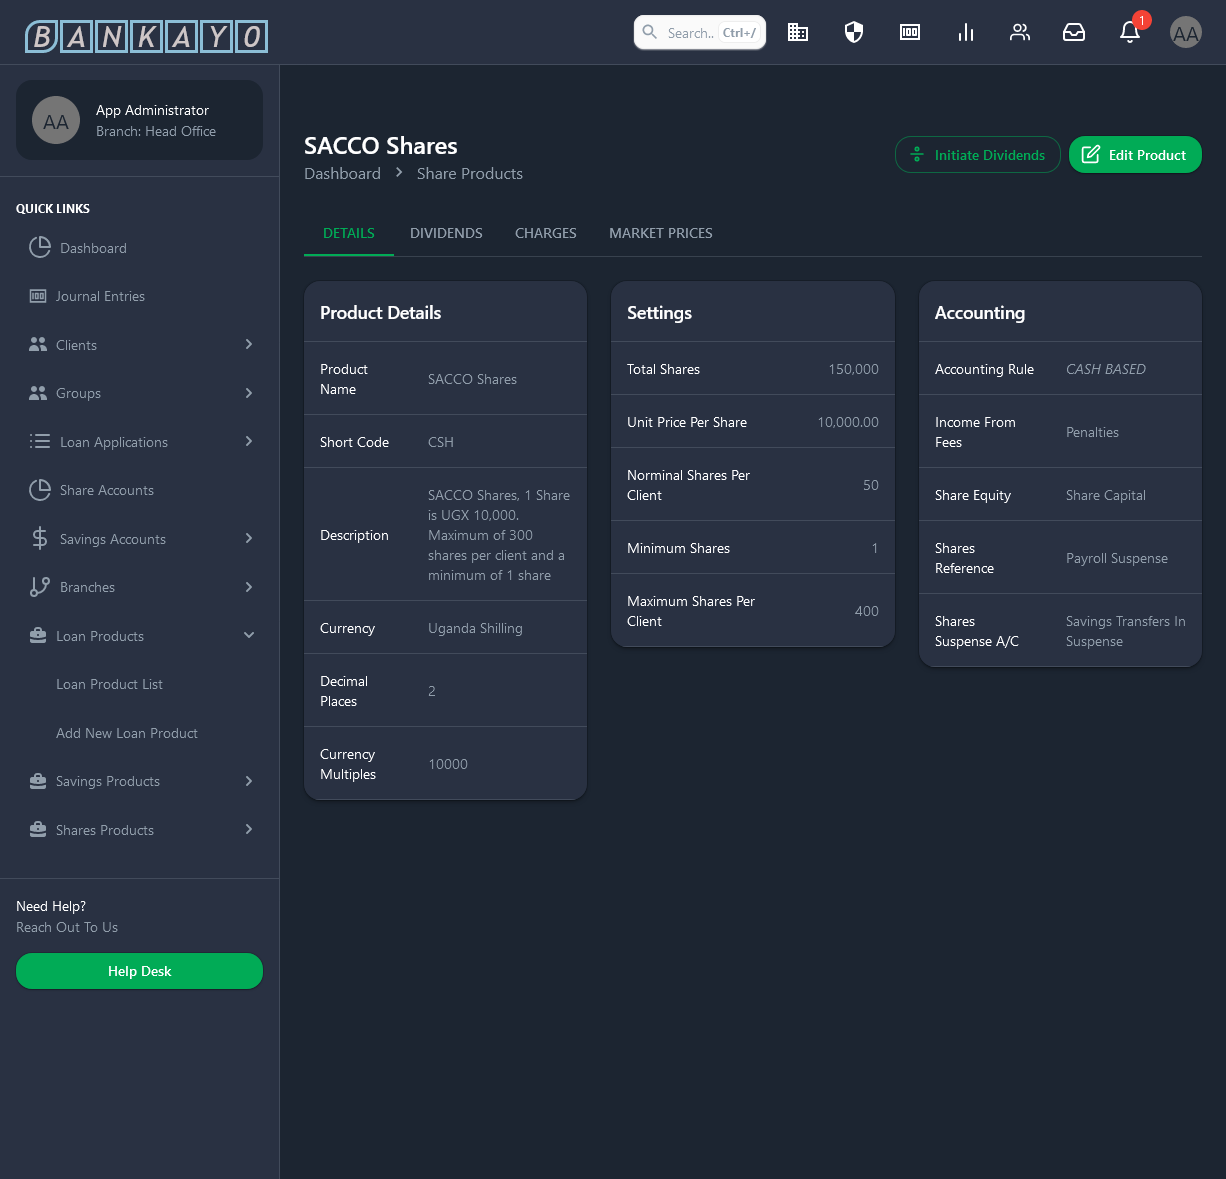 BANKAYO
Search.. Ctrl+/
1
AA
AA
App Administrator
Branch: Head Office
QUICK LINKS
Dashboard
Journal Entries
Clients
Groups
Loan Applications
Share Accounts
Savings Accounts
Branches
Loan Products
Loan Product List
Add New Loan Product
Savings Products
Shares Products
Need Help?
Reach Out To Us
Help Desk
SACCO Shares
Dashboard > Share Products
Initiate Dividends
Edit Product
DETAILS DIVIDENDS CHARGES MARKET PRICES
Product Details
Product
Name
SACCO Shares
Short Code CSH
Description
SACCO Shares, 1 Share
is UGX 10,000.
Maximum of 300
shares per client and a
minimum of 1 share
Currency Uganda Shilling
Decimal
Places
2
Currency
Multiples
10000
Settings
Total Shares 150,000
Unit Price Per Share 10,000.00
Norminal Shares Per
Client
50
Minimum Shares 1
Maximum Shares Per
Client
400
Accounting
Accounting Rule CASH BASED
Income From
Fees
Penalties
Share Equity Share Capital
Shares
Reference
Payroll Suspense
Shares
Suspense A/C
Savings Transfers In
Suspense